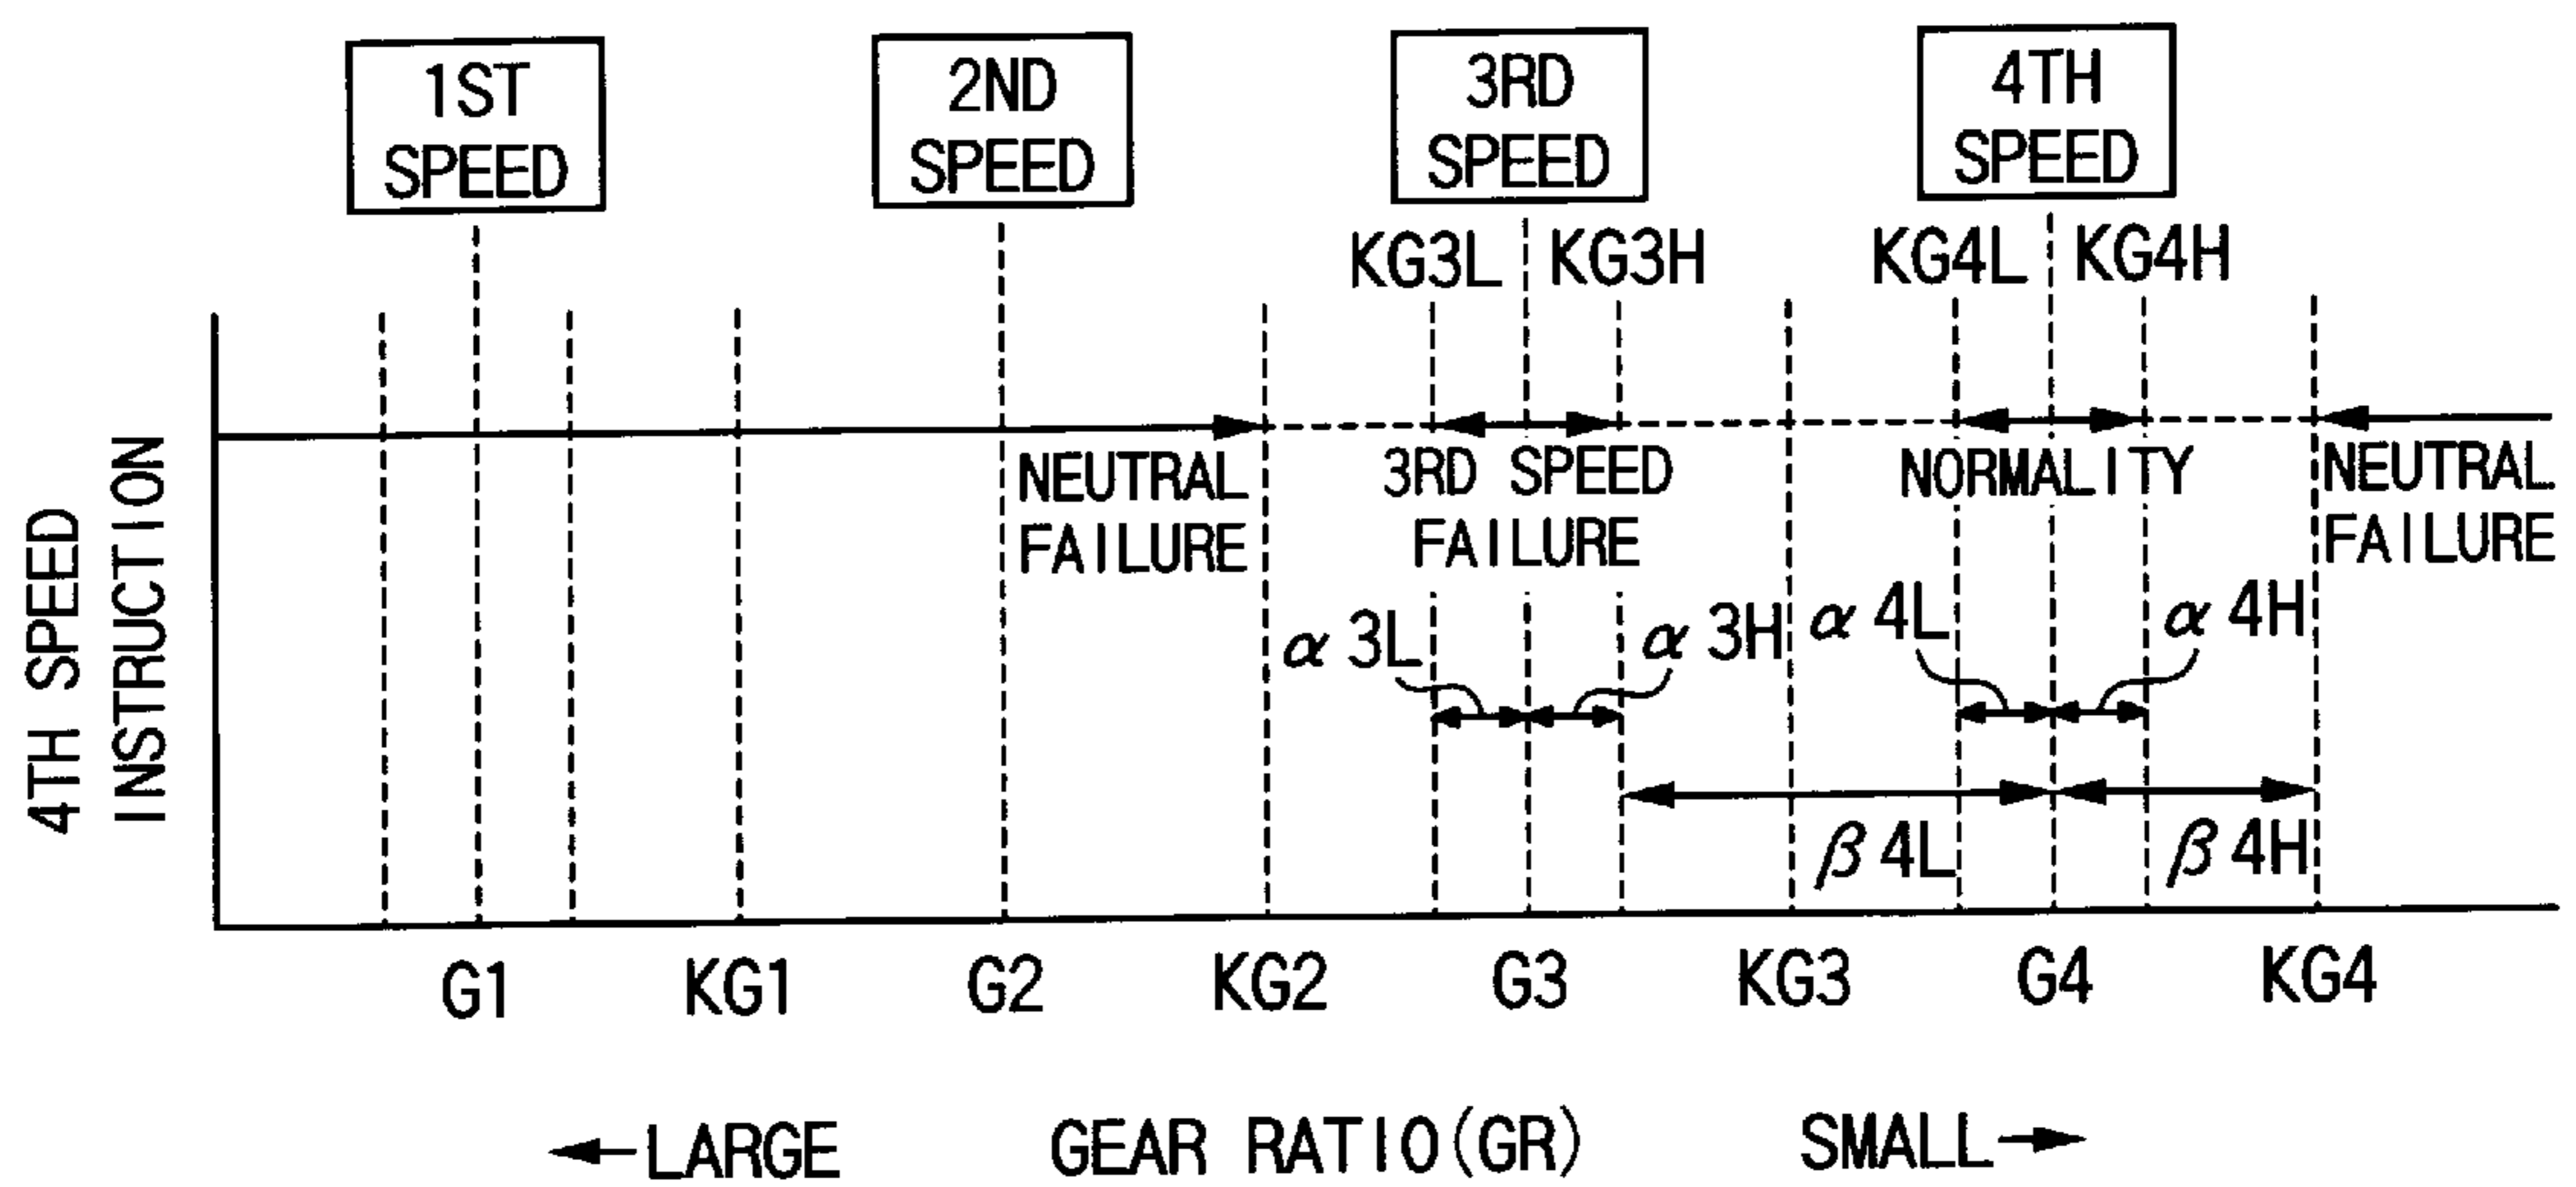 1ST
SPEED
2ND
SPEED
3RD
SPEED
4TH
SPEED
KG3L
KG3H
KG4L
KG4H
4TH SPEED
INSTRUCTION
NEUTRAL
FAILURE
3RD SPEED
FAILURE
NORMALITY
NEUTRAL
FAILURE
α 3L
α 3H
α 4L
α 4H
β 4L
β 4H
G1
KG1
G2
KG2
G3
KG3
G4
KG4
←LARGE
GEAR RATIO(GR)
SMALL→